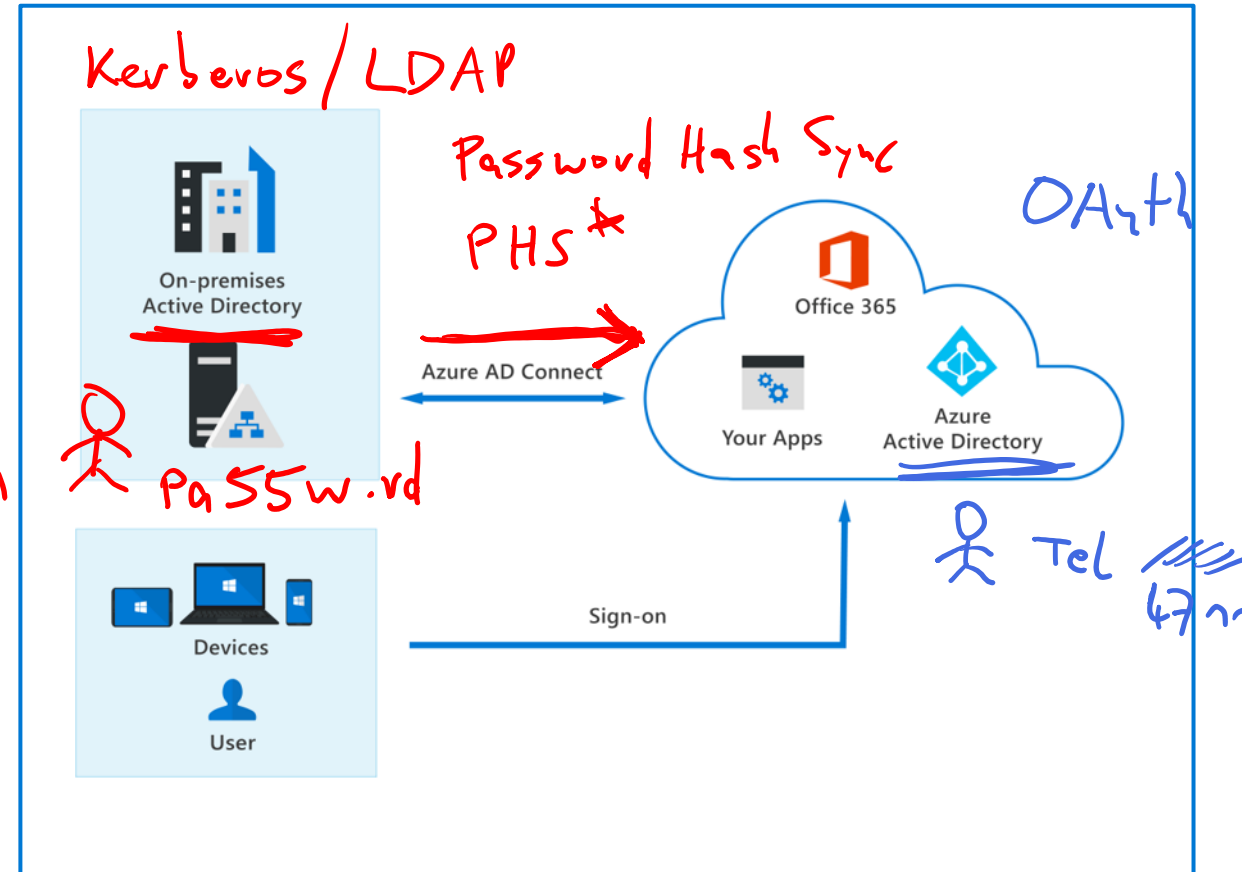 Kerberos/LDAP
Password Hash Sync
PHS*
OAuth
On-premises
Active Directory
Office 365
Azure AD Connect
Your Apps
Azure
Active Directory
Pa55w.rd
Tel
Devices
User
Sign-on